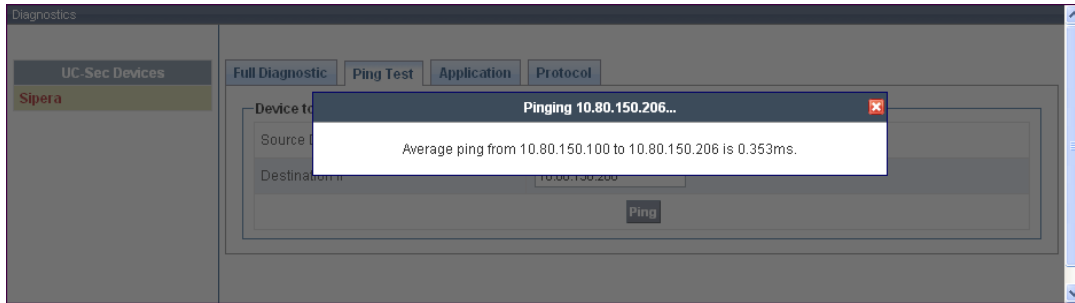 Diagnostics
UC-Sec Devices
Sipera
Full Diagnostic
Ping Test
Application
Protocol
Pinging 10.80.150.206...
Device to
Source
Average ping from 10.80.150.100 to 10.80.150.206 is 0.353ms.
Destination
Ping